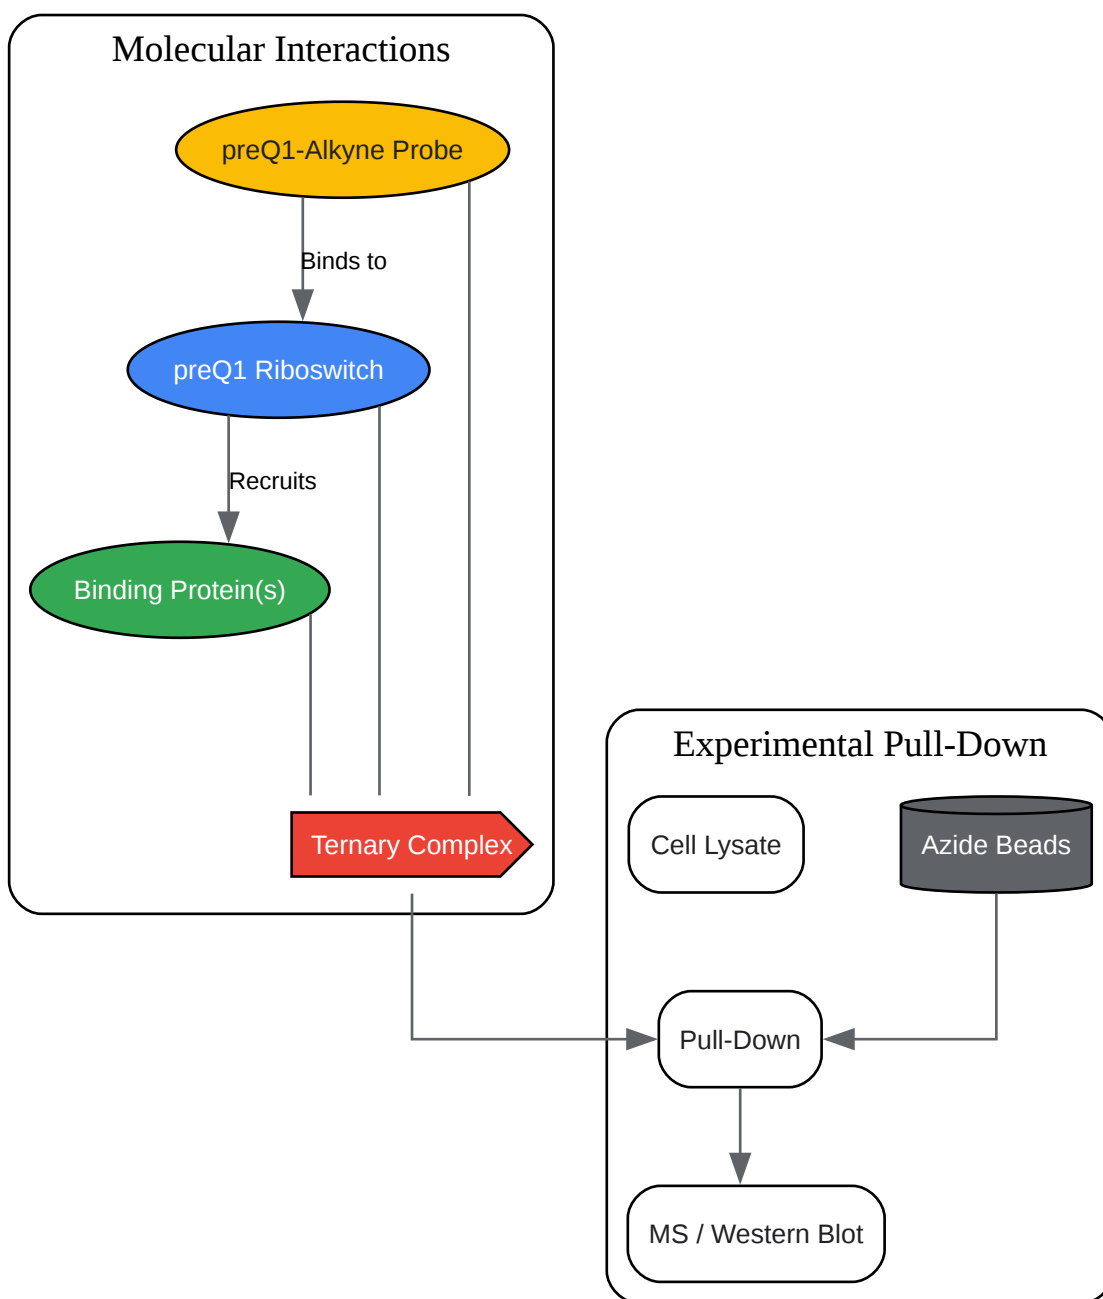 Molecular Interactions
preQ1-Alkyne Probe
Binds to
preQ1 Riboswitch
Recruits
Binding Protein(s)
Ternary Complex
Experimental Pull-Down
Cell Lysate
Azide Beads
Pull-Down
MS / Western Blot